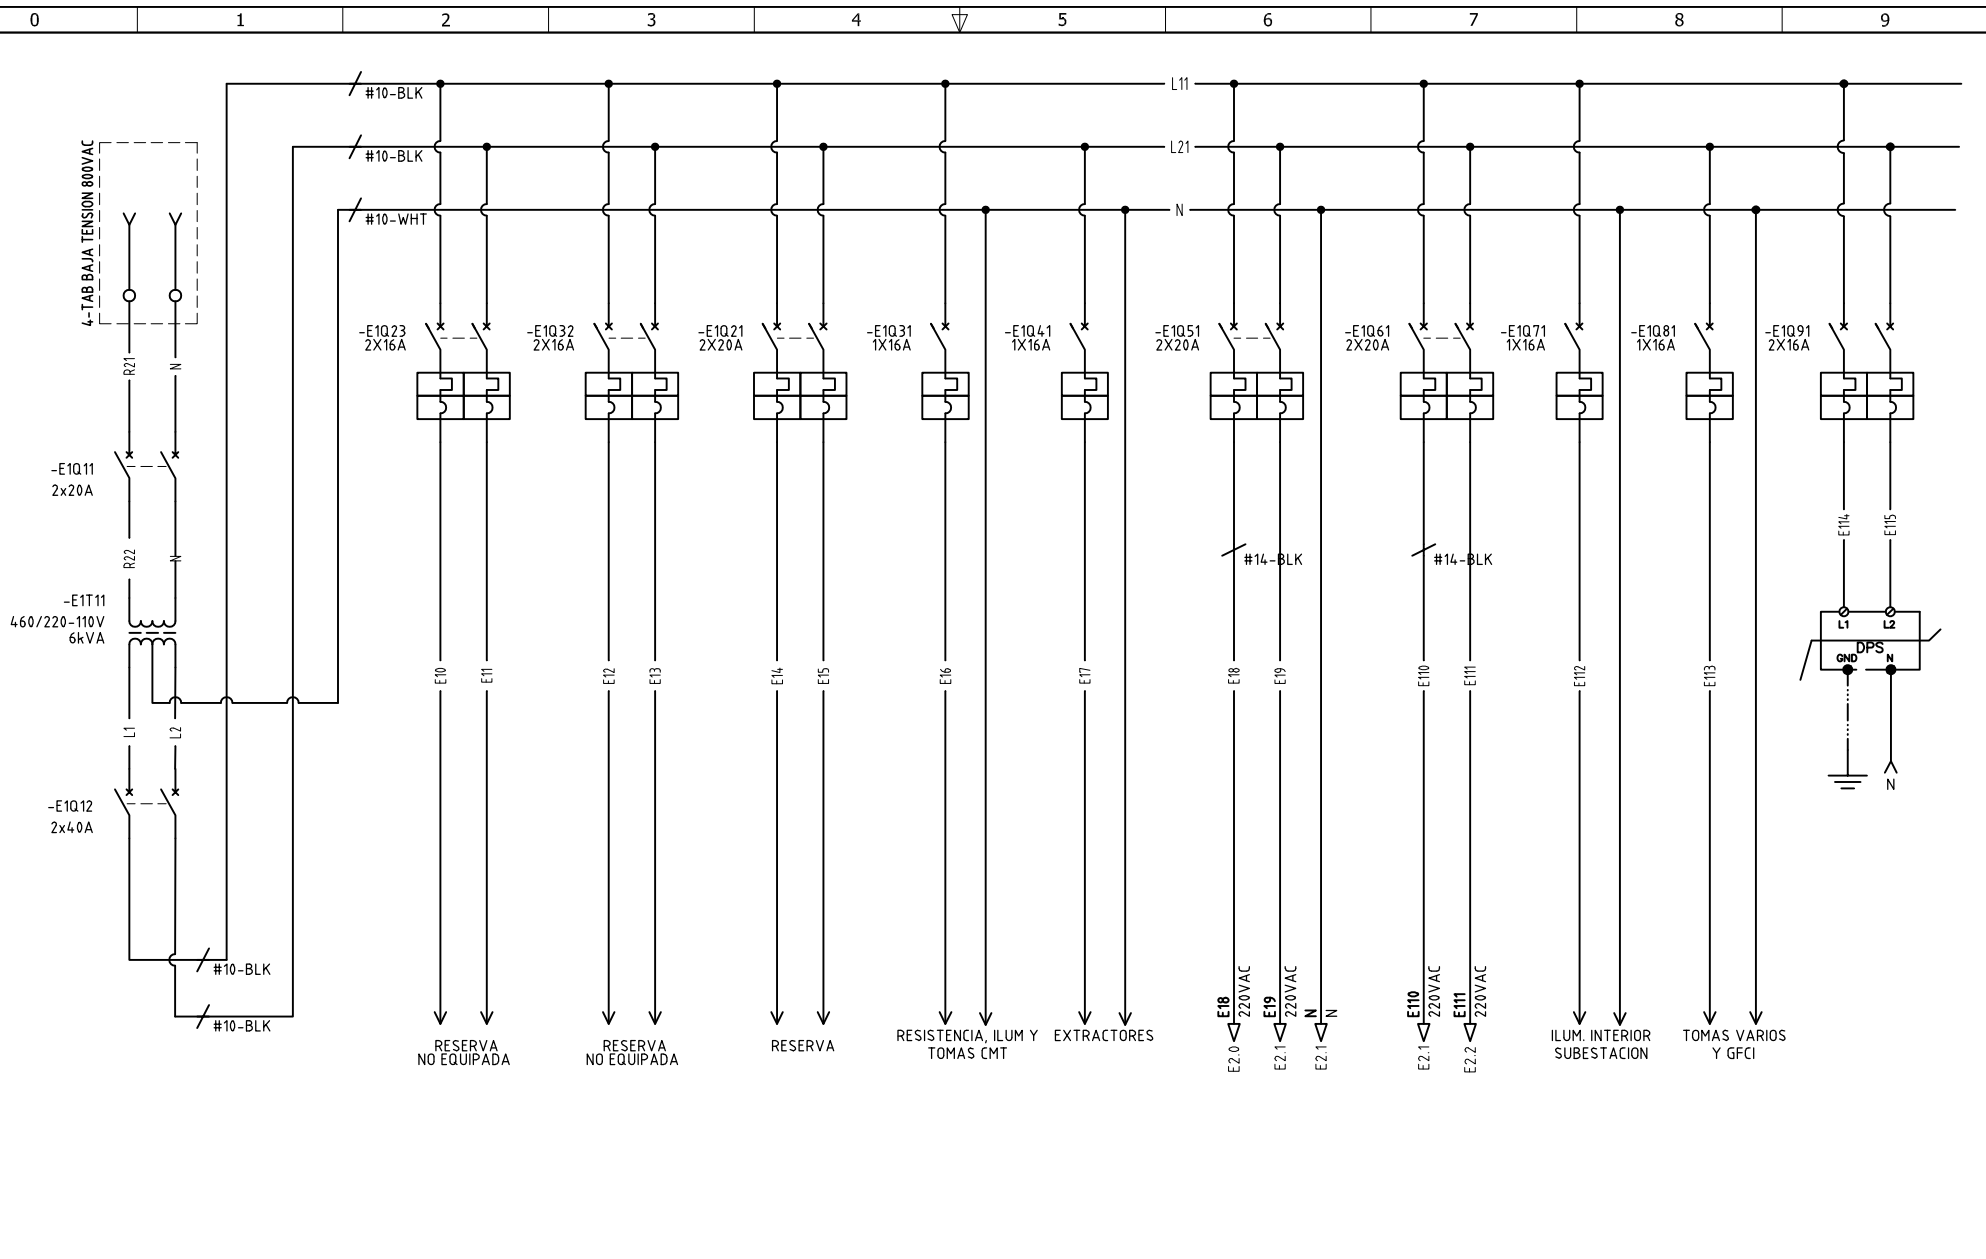 0 1 2 3 4 5 6 7 8 9
#10-BLK
L11
#10-BLK
L21
#10-WHT
N
4-TAB BAJA TENSION 800VAC
R21
N
-E1Q11
2x20A
R22
N
-E1T11
460/220-110V
6kVA
L1
L2
-E1Q12
2x40A
#10-BLK
#10-BLK
-E1Q23
2X16A
-E1Q32
2X16A
-E1Q21
2X20A
-E1Q31
1X16A
-E1Q41
1X16A
-E1Q51
2X20A
-E1Q61
2X20A
-E1Q71
1X16A
-E1Q81
1X16A
-E1Q91
2X16A
#14-BLK
#14-BLK
E114
E115
L1
L2
DPS
GND
N
N
E10
E11
E12
E13
E14
E15
E16
E17
E18
E19
E110
E111
E112
E113
RESERVA
NO EQUIPADA
RESERVA
NO EQUIPADA
RESERVA
RESISTENCIA, ILUM Y
TOMAS CMT
EXTRACTORES
E18
220VAC
E2.0
E19
220VAC
E2.1
N
N
E2.1
E110
220VAC
E2.1
E111
220VAC
E2.2
ILUM. INTERIOR
SUBESTACION
TOMAS VARIOS
Y GFCI